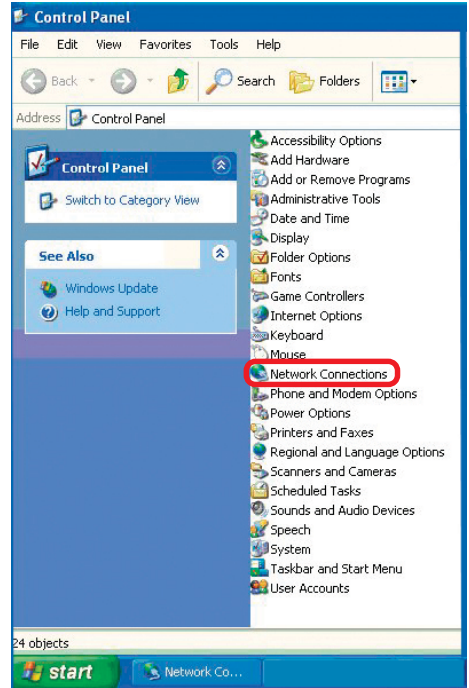 Control Panel
File Edit View Favorites Tools Help
Back Search Folders
Address Control Panel
Control Panel
Switch to Category View
See Also
Windows Update
Help and Support
Accessibility Options
Add Hardware
Add or Remove Programs
Administrative Tools
Date and Time
Display
Folder Options
Fonts
Game Controllers
Internet Options
Keyboard
Mouse
Network Connections
Phone and Modem Options
Power Options
Printers and Faxes
Regional and Language Options
Scanners and Cameras
Scheduled Tasks
Sounds and Audio Devices
Speech
System
Taskbar and Start Menu
User Accounts
24 objects
start Network Co...